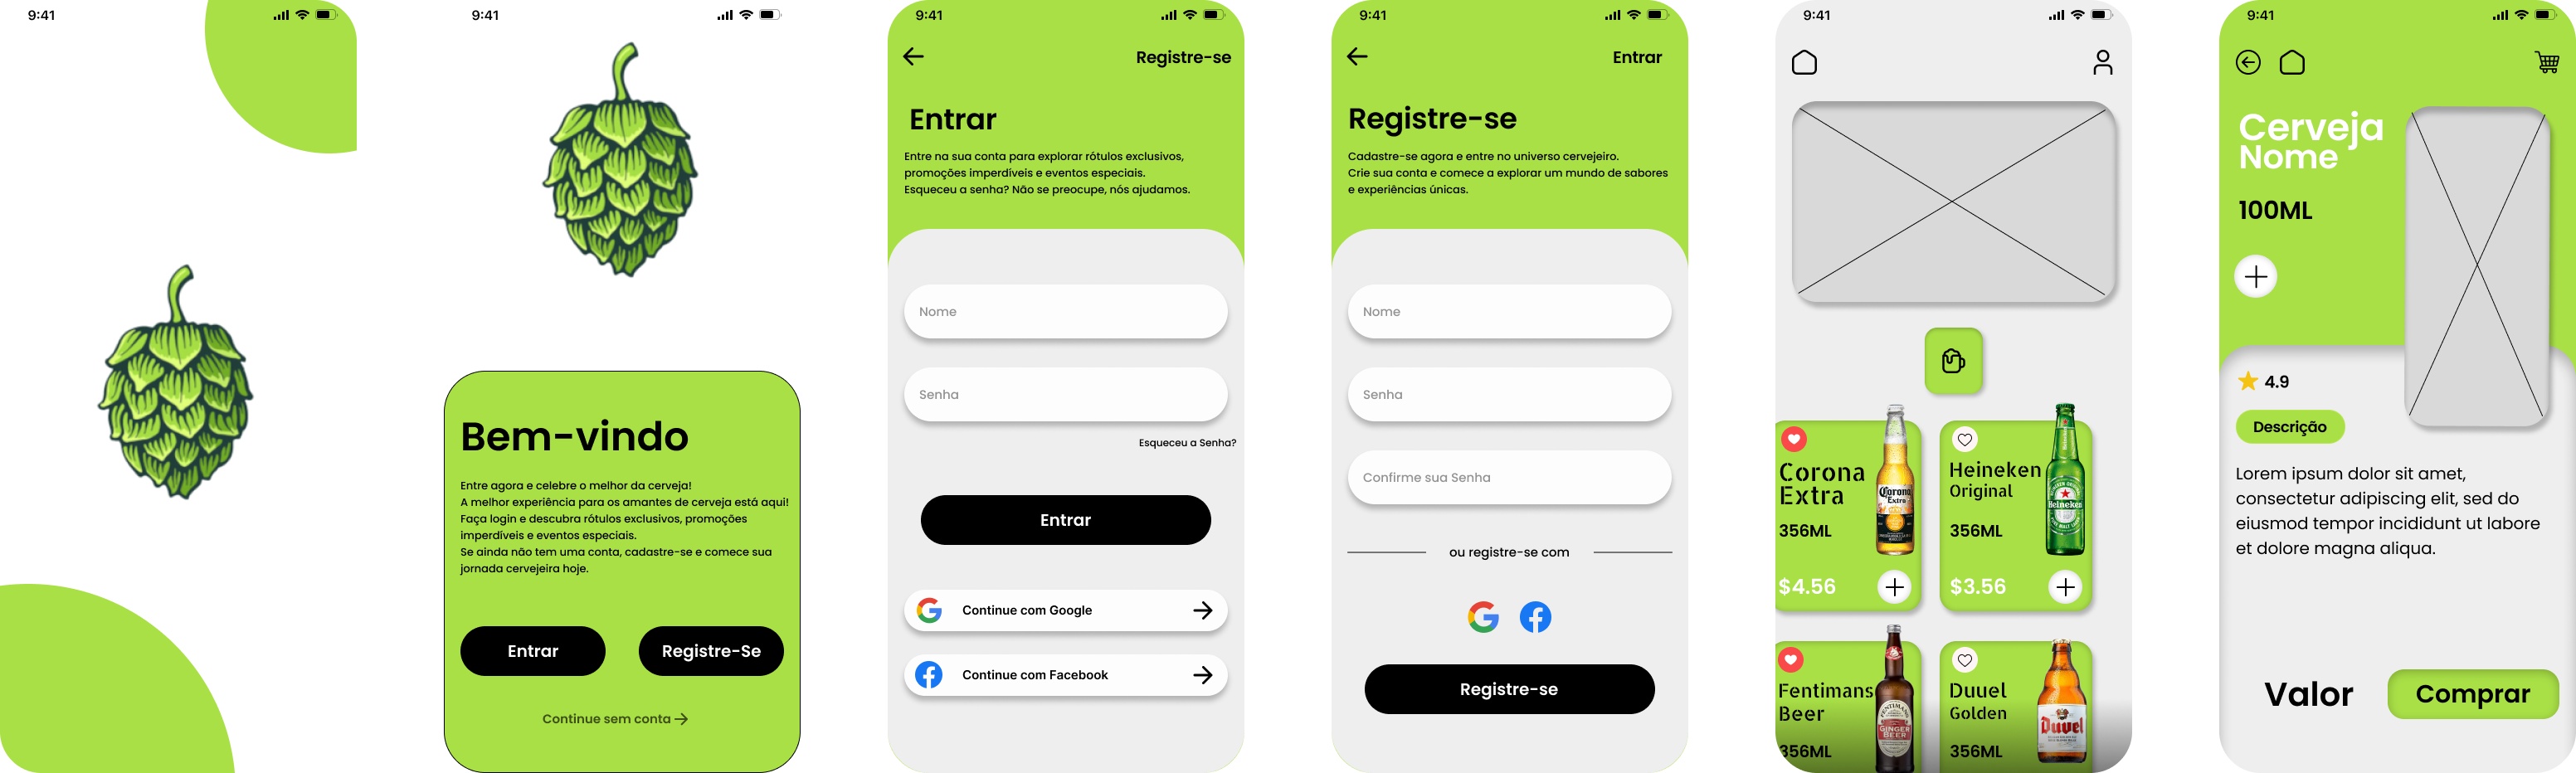 9:41
9:41
Bem-vindo
Entre agora e celebre o melhor da cerveja!
A melhor experiência para os amantes de cerveja está aqui!
Faça login e descubra rótulos exclusivos, promoções
imperdíveis e eventos especiais.
Se ainda não tem uma conta, cadastre-se e comece sua
jornada cervejeira hoje.
Entrar
Registre-Se
Continue sem conta
9:41
Registre-se
Entrar
Entre na sua conta para explorar rótulos exclusivos,
promoções imperdíveis e eventos especiais.
Esqueceu a senha? Não se preocupe, nós ajudamos.
Nome
Senha
Esqueceu a Senha?
Entrar
Continue com Google
Continue com Facebook
9:41
Entrar
Registre-se
Cadastre-se agora e entre no universo cervejeiro.
Crie sua conta e comece a explorar um mundo de sabores
e experiências únicas.
Nome
Senha
Confirme sua Senha
ou registre-se com
Registre-se
9:41
Corona
Extra
356ML
$4.56
Corona
Extra
Heineken
Original
356ML
$3.56
Heineken
Fentimans
Beer
356ML
FENTIMANS
GINGER
BEER
Duuel
Golden
356ML
Duvel
9:41
Cerveja
Nome
100ML
4.9
Descrição
Lorem ipsum dolor sit amet,
consectetur adipiscing elit, sed do
eiusmod tempor incididunt ut labore
et dolore magna aliqua.
Valor
Comprar